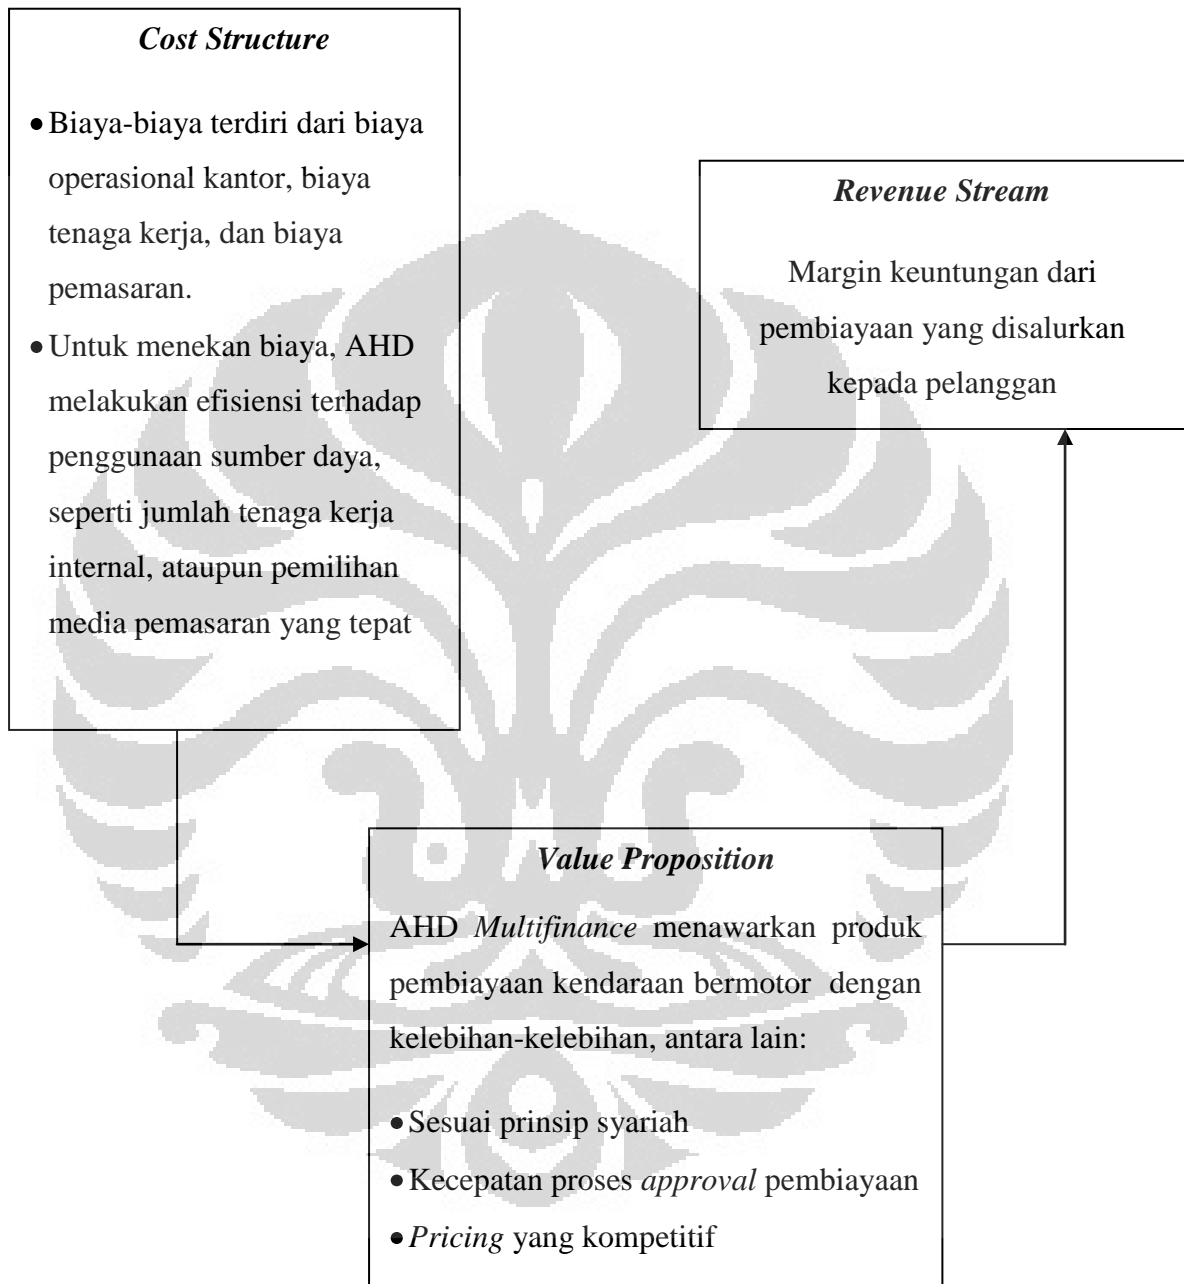 Cost Structure
• Biaya-biaya terdiri dari biaya
operasional kantor, biaya
tenaga kerja, dan biaya
pemasaran.
• Untuk menekan biaya, AHD
melakukan efisiensi terhadap
penggunaan sumber daya,
seperti jumlah tenaga kerja
internal, ataupun pemilihan
media pemasaran yang tepat
Revenue Stream
Margin keuntungan dari
pembiayaan yang disalurkan
kepada pelanggan
Value Proposition
AHD Multifinance menawarkan produk
pembiayaan kendaraan bermotor dengan
kelebihan-kelebihan, antara lain:
• Sesuai prinsip syariah
• Kecepatan proses approval pembiayaan
• Pricing yang kompetitif